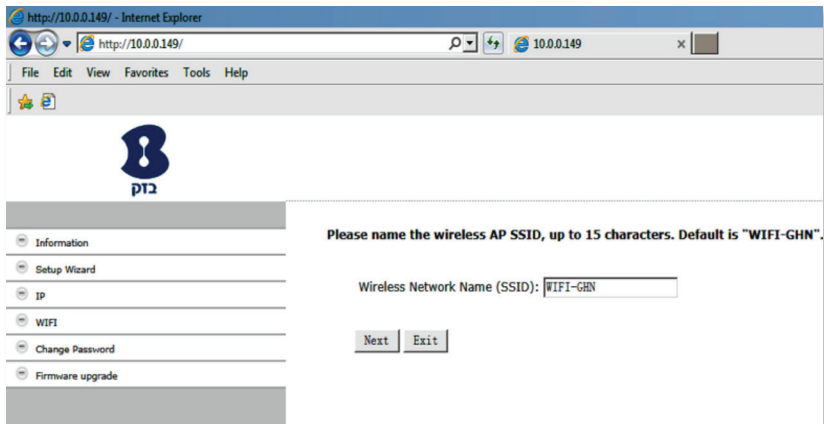 http://10.0.0.149/ - Internet Explorer
http://10.0.0.149/
10.0.0.149
File Edit View Favorites Tools Help
בזק
Information
Setup Wizard
IP
WIFI
Change Password
Firmware upgrade
Please name the wireless AP SSID, up to 15 characters. Default is "WIFI-GHN".
Wireless Network Name (SSID): WIFI-GHN
Next Exit